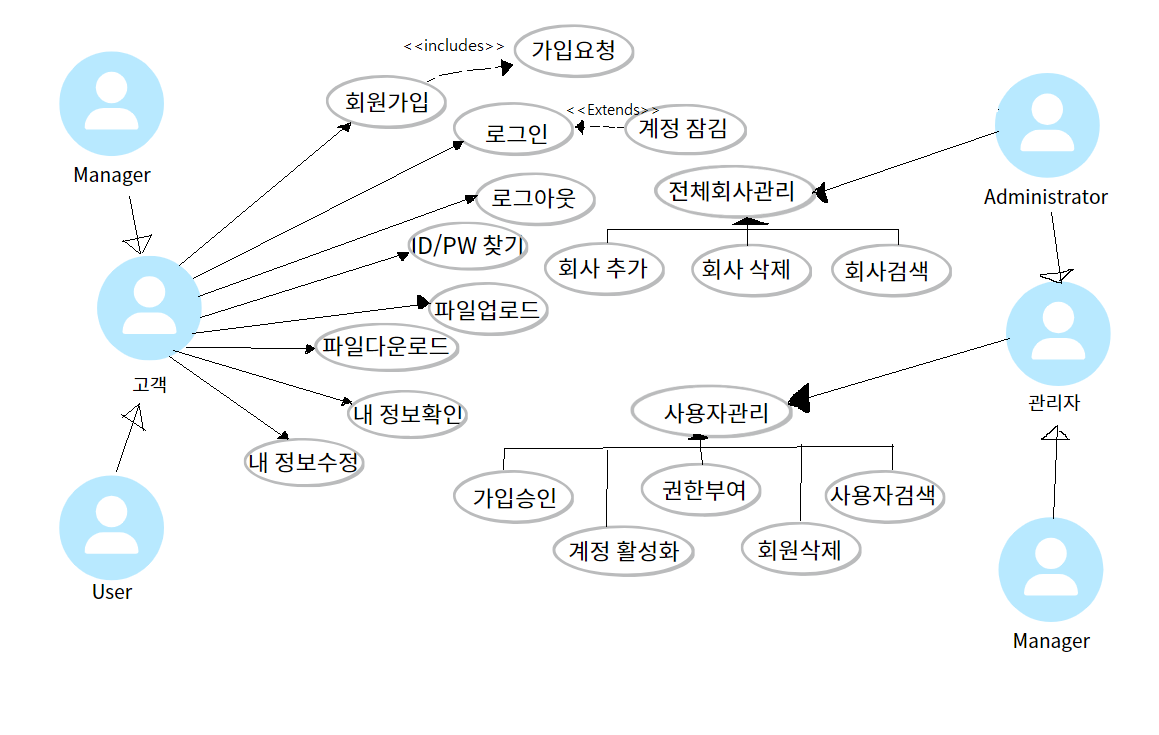 <<includes>>
가입요청
회원가입
<<Extends>>
로그인
계정 잠김
Manager
전체회사관리
Administrator
로그아웃
ID/PW 찾기
회사 추가
회사 삭제
회사검색
파일업로드
파일다운로드
고객
관리자
내 정보확인
사용자관리
내 정보수정
가입승인
권한부여
사용자검색
계정 활성화
회원삭제
User
Manager